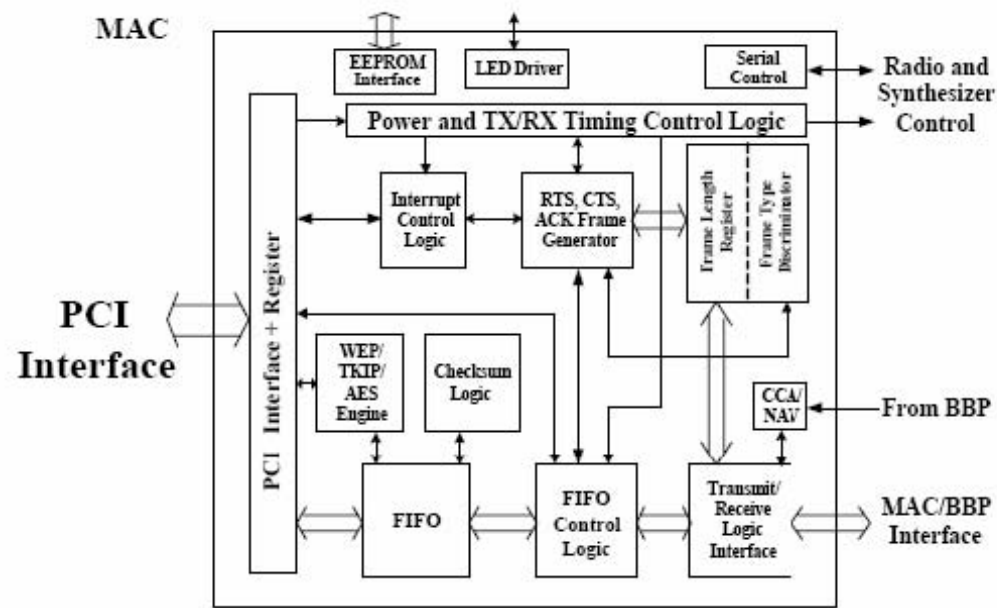 MAC
EEPROM
Interface
LED Driver
Serial
Control
Radio and
Synthesizer
Control
Power and TX/RX Timing Control Logic
Interrupt
Control
Logic
RTS, CTS,
ACK Frame
Generator
Frame Length
Register
Frame Type
Discriminator
PCI
Interface
PCI Interface + Register
WEP/
TKIP/
AES
Engine
Checksum
Logic
CCA/
NAV
From BBP
FIFO
FIFO
Control
Logic
Transmit/
Receive
Logic
Interface
MAC/BBP
Interface